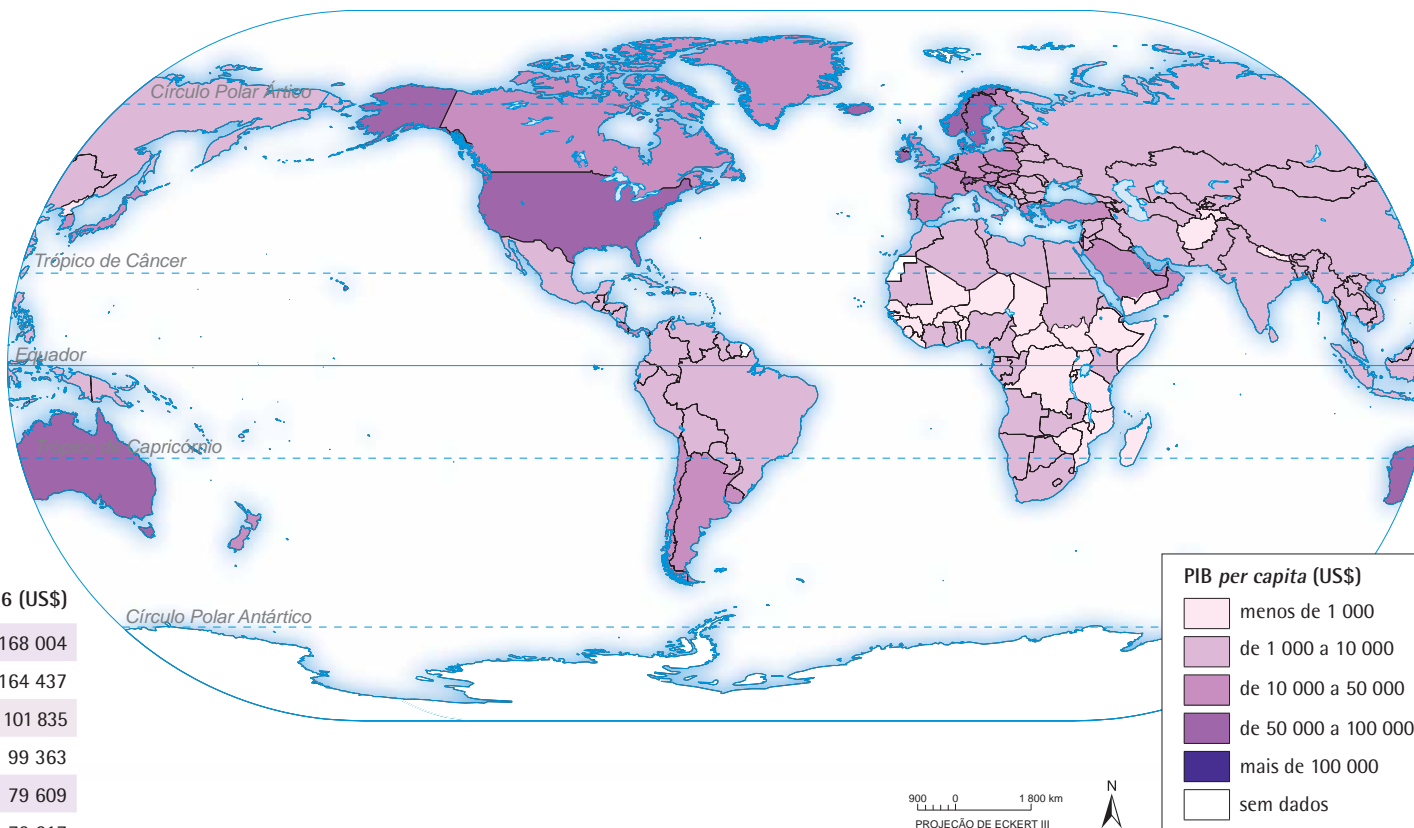 Círculo Polar Ártico
Trópico de Câncer
Equador
Trópico de Capricórnio
Círculo Polar Antártico
6 (US$)
168 004
164 437
101 835
99 363
79 609
PIB per capita (US$)
menos de 1 000
de 1 000 a 10 000
de 10 000 a 50 000
de 50 000 a 100 000
mais de 100 000
sem dados
900 0 1 800 km
PROJEÇÃO DE ECKERT III
N